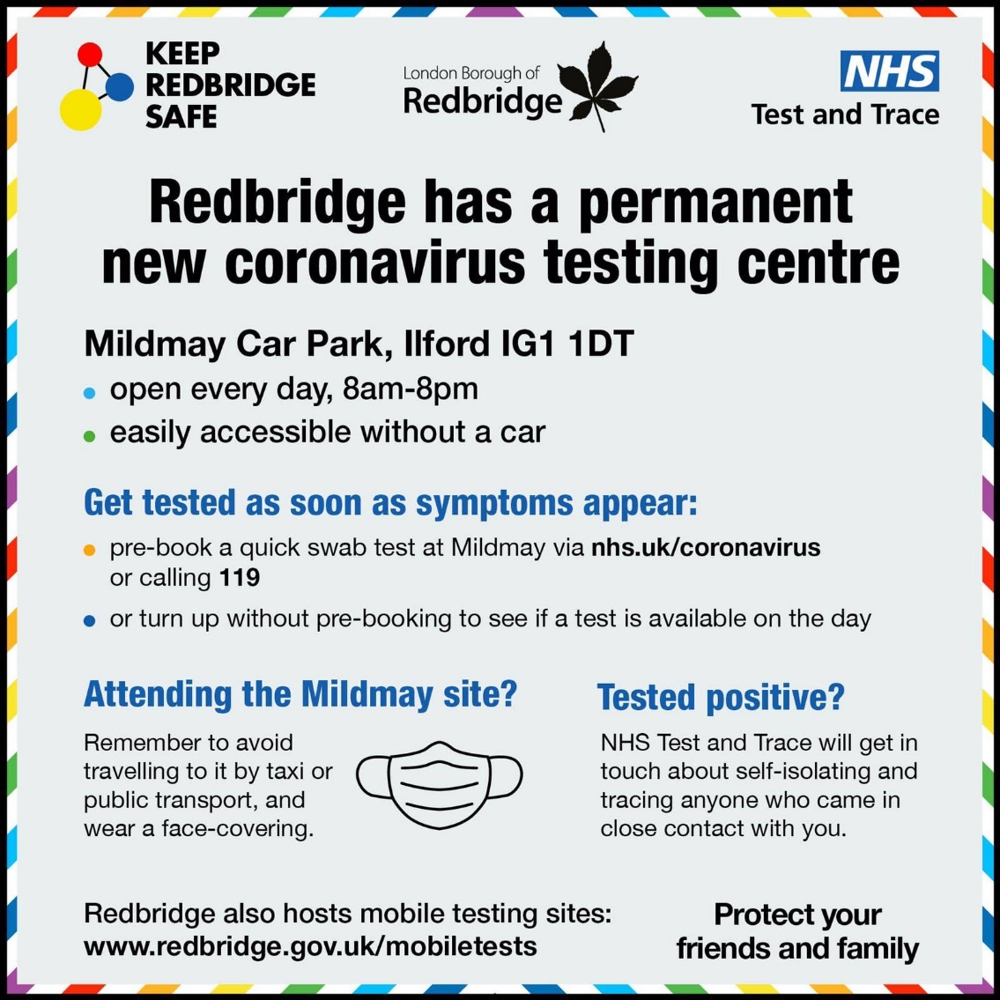 KEEP
REDBRIDGE
SAFE
London Borough of
Redbridge
NHS
Test and Trace
Redbridge has a permanent
new coronavirus testing centre
Mildmay Car Park, Ilford IG1 1DT
• open every day, 8am-8pm
• easily accessible without a car
Get tested as soon as symptoms appear:
• pre-book a quick swab test at Mildmay via nhs.uk/coronavirus
or calling 119
• or turn up without pre-booking to see if a test is available on the day
Attending the Mildmay site?
Remember to avoid
travelling to it by taxi or
public transport, and
wear a face-covering.
Tested positive?
NHS Test and Trace will get in
touch about self-isolating and
tracing anyone who came in
close contact with you.
Redbridge also hosts mobile testing sites:
www.redbridge.gov.uk/mobiletests
Protect your
friends and family